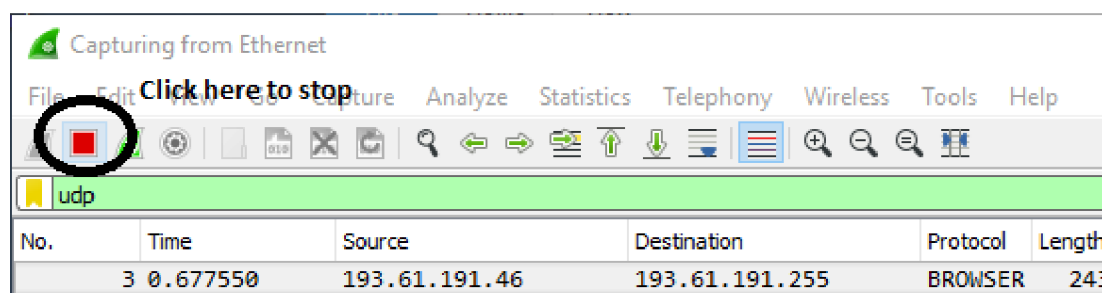 Capturing from Ethernet
Click here to stop
File Edit View Go Capture Analyze Statistics Telephony Wireless Tools Help
udp
No. Time Source Destination Protocol Length
3 0.677550 193.61.191.46 193.61.191.255 BROWSER 243